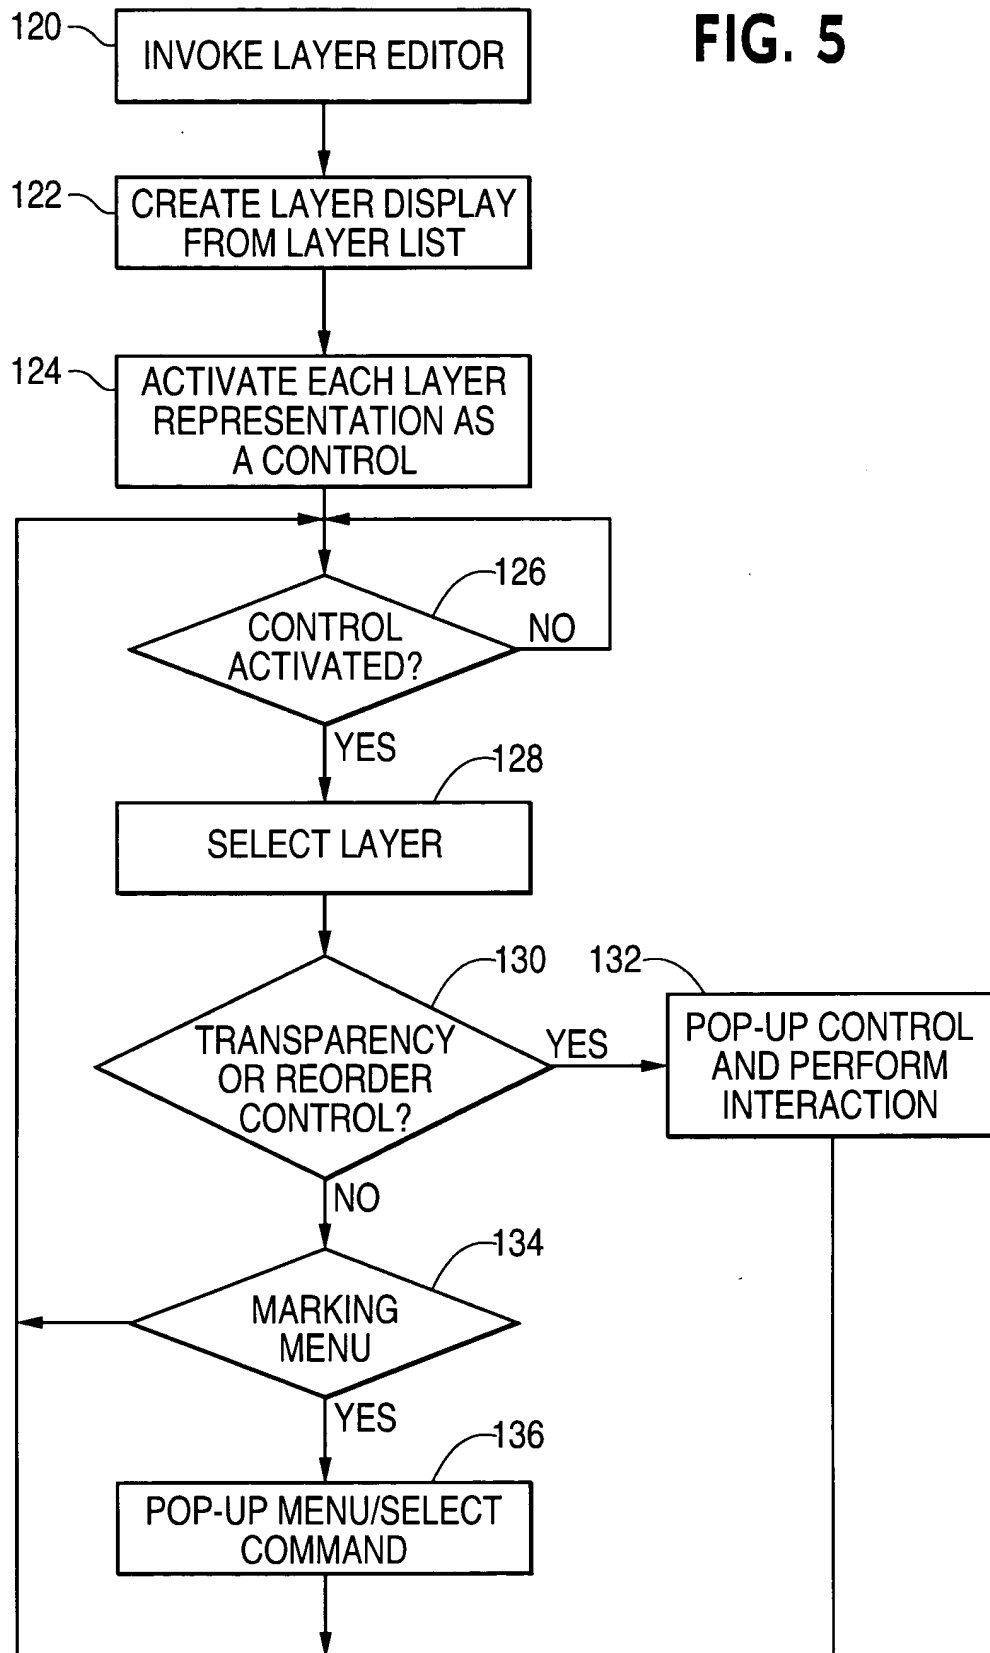 FIG. 5
120
INVOKE LAYER EDITOR
122
CREATE LAYER DISPLAY
FROM LAYER LIST
124
ACTIVATE EACH LAYER
REPRESENTATION AS
A CONTROL
126
CONTROL
ACTIVATED?
NO
YES
128
SELECT LAYER
130
TRANSPARENCY
OR REORDER
CONTROL?
YES
132
POP-UP CONTROL
AND PERFORM
INTERACTION
NO
134
MARKING
MENU
YES
136
POP-UP MENU/SELECT
COMMAND